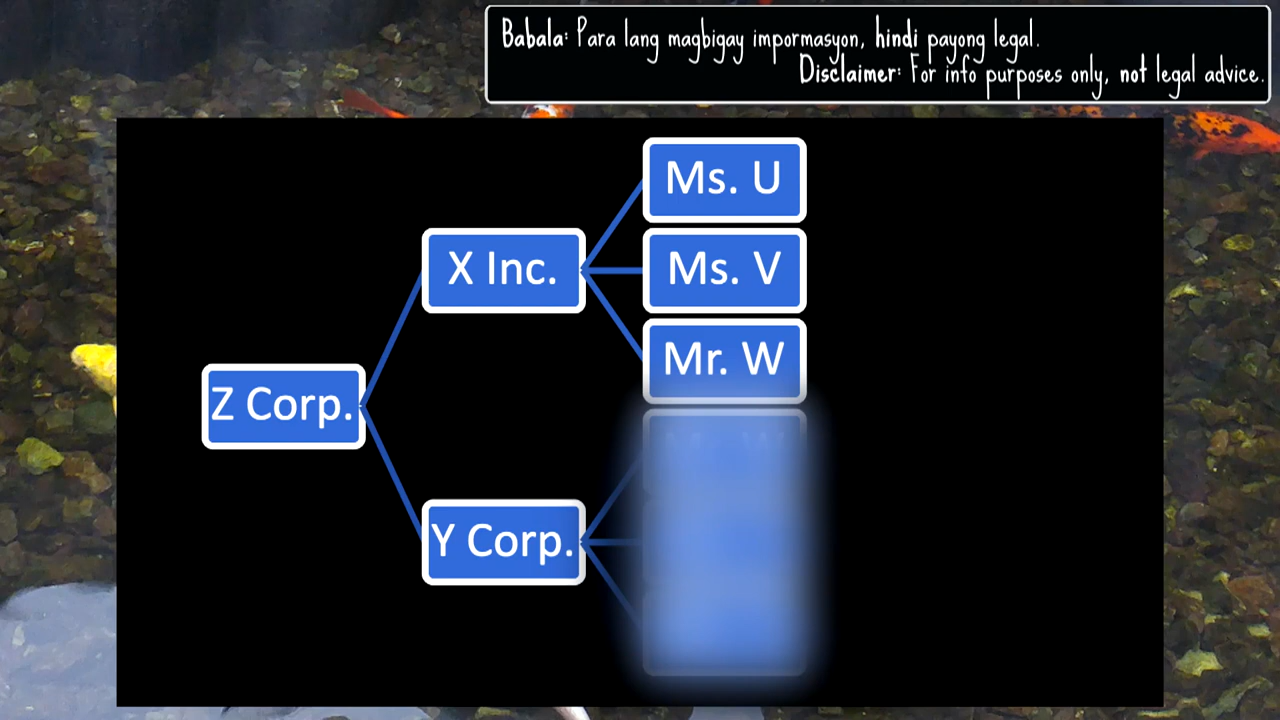 Babala: Para lang magbigay impormasyon, hindi payong legal.
Disclaimer: For info purposes only, not legal advice.
Ms. U
X Inc.
Ms. V
Mr. W
Z Corp.
Y Corp.